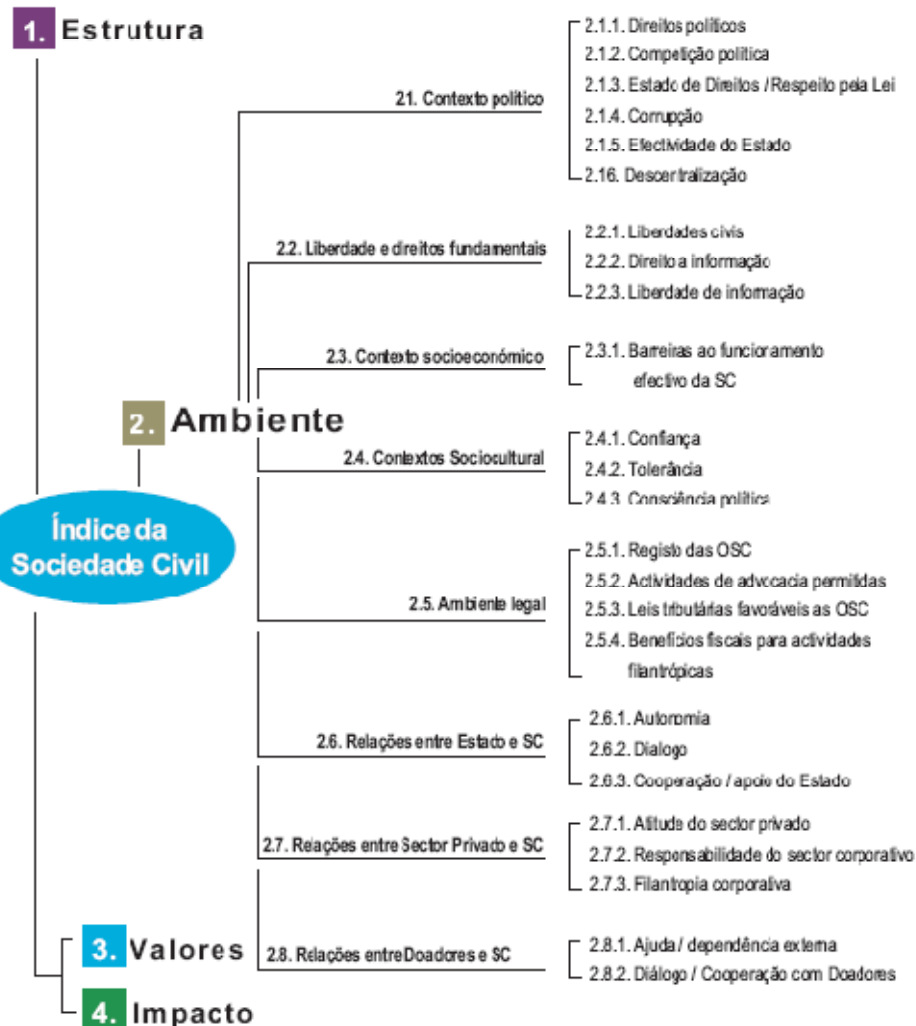 1. Estrutura
21. Contexto político
2.1.1. Direitos políticos
2.1.2. Competição política
2.1.3. Estado de Direitos / Respeito pela Lei
2.1.4. Corrupção
2.1.5. Efectividade do Estado
2.16. Descentralização
2.2. Liberdade e direitos fundamentais
2.2.1. Liberdades civis
2.2.2. Direito a informação
2.2.3. Liberdade de informação
2.3. Contexto socioeconómico
2.3.1. Barreiras ao funcionamento
efectivo da SC
2. Ambiente
2.4. Contextos Sociocultural
2.4.1. Confiança
2.4.2. Tolerância
2.4.3. Consciência política
Índice da
Sociedade Civil
2.5. Ambiente legal
2.5.1. Registo das OSC
2.5.2. Actividades de advocacia permitidas
2.5.3. Leis tributárias favoráveis as OSC
2.5.4. Benefícios fiscais para actividades
filantrópicas
2.6. Relações entre Estado e SC
2.6.1. Autonomia
2.6.2. Dialogo
2.6.3. Cooperação / apoio do Estado
2.7. Relações entre Sector Privado e SC
2.7.1. Atitude do sector privado
2.7.2. Responsabilidade do sector corporativo
2.7.3. Filantropia corporativa
3. Valores
2.8. Relações entre Doadores e SC
2.8.1. Ajuda / dependência externa
2.8.2. Diálogo / Cooperação com Doadores
4. Impacto